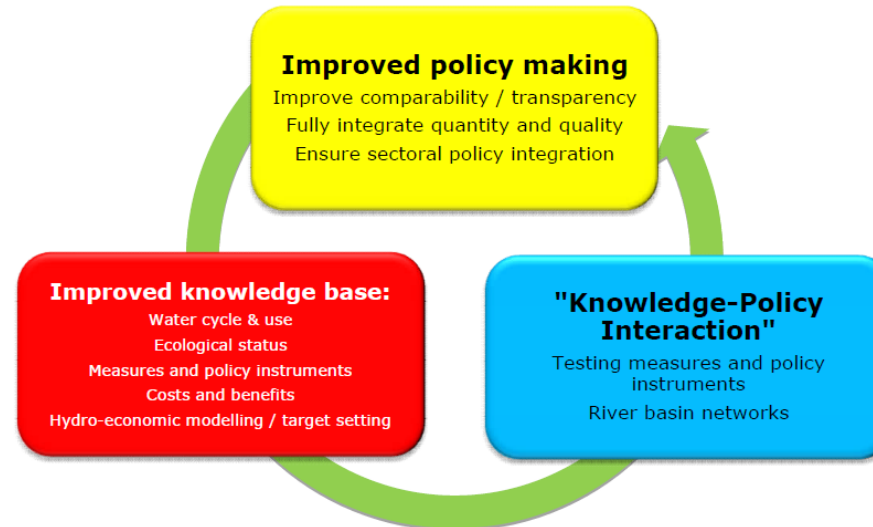 Improved policy making
Improve comparability / transparency
Fully integrate quantity and quality
Ensure sectoral policy integration
Improved knowledge base:
Water cycle & use
Ecological status
Measures and policy instruments
Costs and benefits
Hydro-economic modelling / target setting
"Knowledge-Policy
Interaction"
Testing measures and policy
instruments
River basin networks